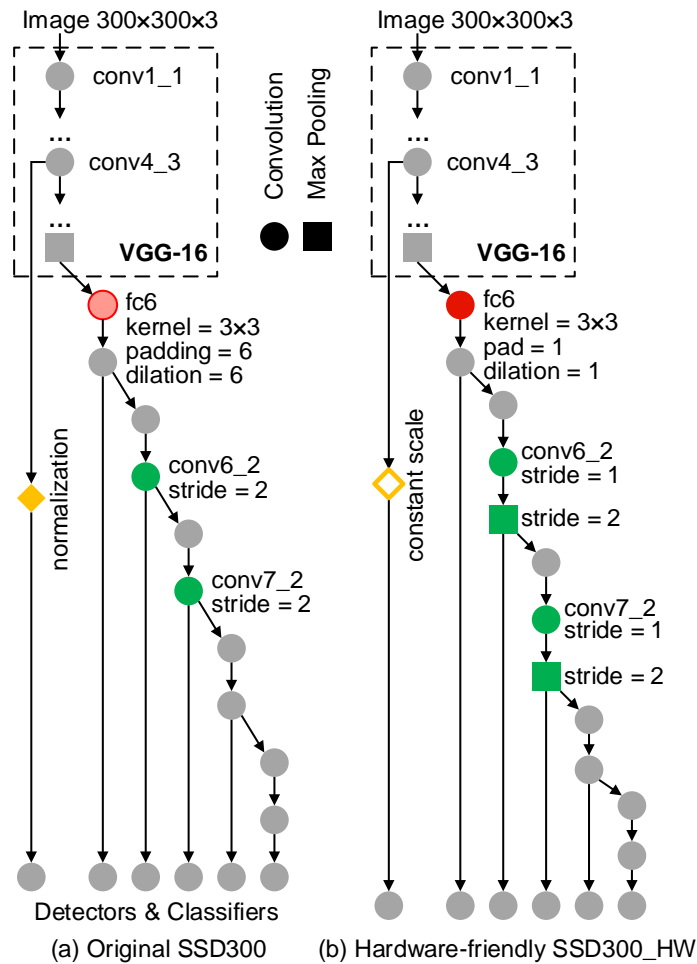 Image 300×300×3
conv1_1
...
conv4_3
...
VGG-16
fc6
kernel = 3×3
padding = 6
dilation = 6
conv6_2
stride = 2
normalization
conv7_2
stride = 2
Detectors & Classifiers
(a) Original SSD300
Convolution
Max Pooling
Image 300×300×3
conv1_1
...
conv4_3
...
VGG-16
fc6
kernel = 3×3
pad = 1
dilation = 1
conv6_2
stride = 1
constant scale
stride = 2
conv7_2
stride = 1
stride = 2
(b) Hardware-friendly SSD300_HW